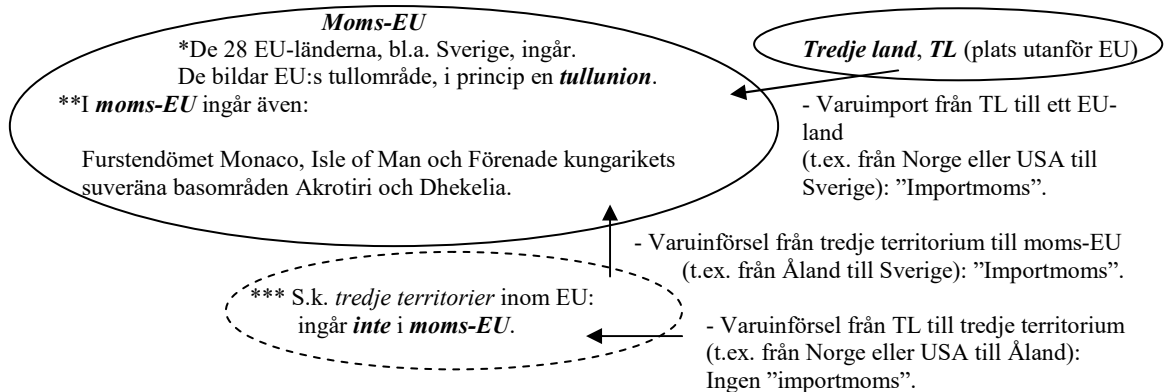 Moms-EU
*De 28 EU-länderna, bl.a. Sverige, ingår.
De bildar EU:s tullområde, i princip en tullunion.
**I moms-EU ingår även:
Furstendömet Monaco, Isle of Man och Förenade kungarikets
suveräna basområden Akrotiri och Dhekelia.
Tredje land, TL (plats utanför EU)
- Varuimport från TL till ett EU-
land
(t.ex. från Norge eller USA till
Sverige): ”Importmoms”.
- Varuinförsel från tredje territorium till moms-EU
(t.ex. från Åland till Sverige): ”Importmoms”.
*** S.k. tredje territorier inom EU:
ingår inte i moms-EU.
- Varuinförsel från TL till tredje territorium
(t.ex. från Norge eller USA till Åland):
Ingen ”importmoms”.